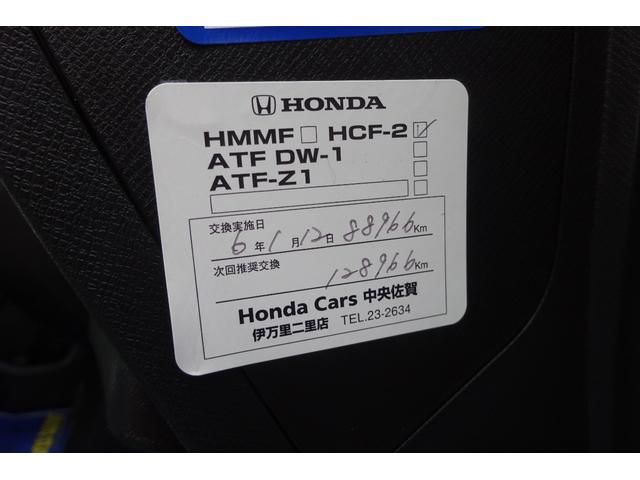 HONDA
HMMF□ HCF-2☑
ATF DW-1 □
ATF-Z1 □
交換実施日
6年1月12日 88966Km
次回推奨交換
128966Km
Honda Cars 中央佐賀
伊万里二里店 TEL.23-2634